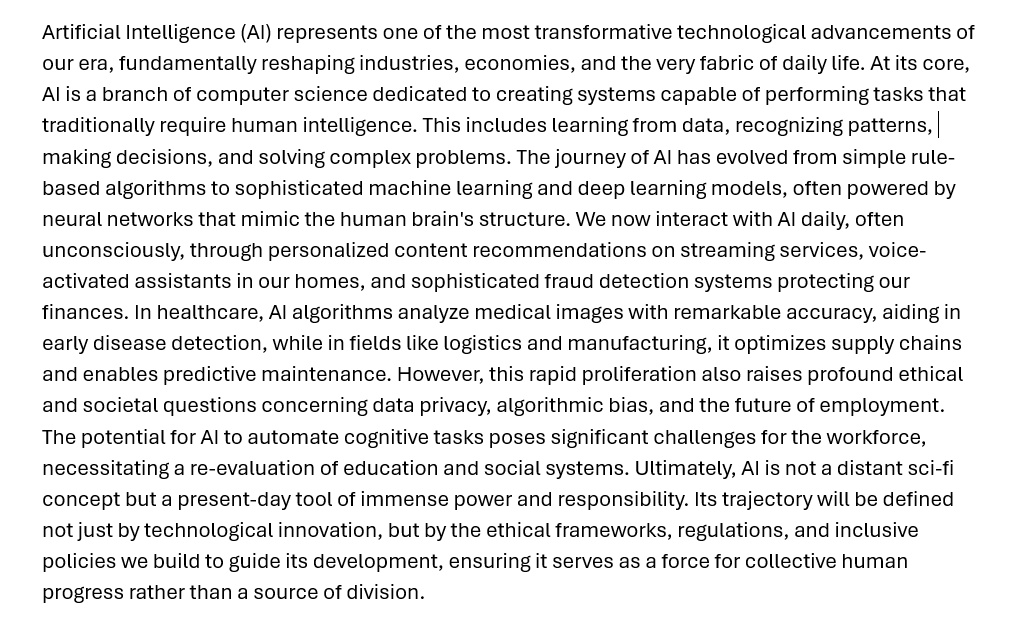 Artificial Intelligence (AI) represents one of the most transformative technological advancements of
our era, fundamentally reshaping industries, economies, and the very fabric of daily life. At its core,
AI is a branch of computer science dedicated to creating systems capable of performing tasks that
traditionally require human intelligence. This includes learning from data, recognizing patterns,
making decisions, and solving complex problems. The journey of AI has evolved from simple rule-
based algorithms to sophisticated machine learning and deep learning models, often powered by
neural networks that mimic the human brain's structure. We now interact with AI daily, often
unconsciously, through personalized content recommendations on streaming services, voice-
activated assistants in our homes, and sophisticated fraud detection systems protecting our
finances. In healthcare, AI algorithms analyze medical images with remarkable accuracy, aiding in
early disease detection, while in fields like logistics and manufacturing, it optimizes supply chains
and enables predictive maintenance. However, this rapid proliferation also raises profound ethical
and societal questions concerning data privacy, algorithmic bias, and the future of employment.
The potential for AI to automate cognitive tasks poses significant challenges for the workforce,
necessitating a re-evaluation of education and social systems. Ultimately, AI is not a distant sci-fi
concept but a present-day tool of immense power and responsibility. Its trajectory will be defined
not just by technological innovation, but by the ethical frameworks, regulations, and inclusive
policies we build to guide its development, ensuring it serves as a force for collective human
progress rather than a source of division.